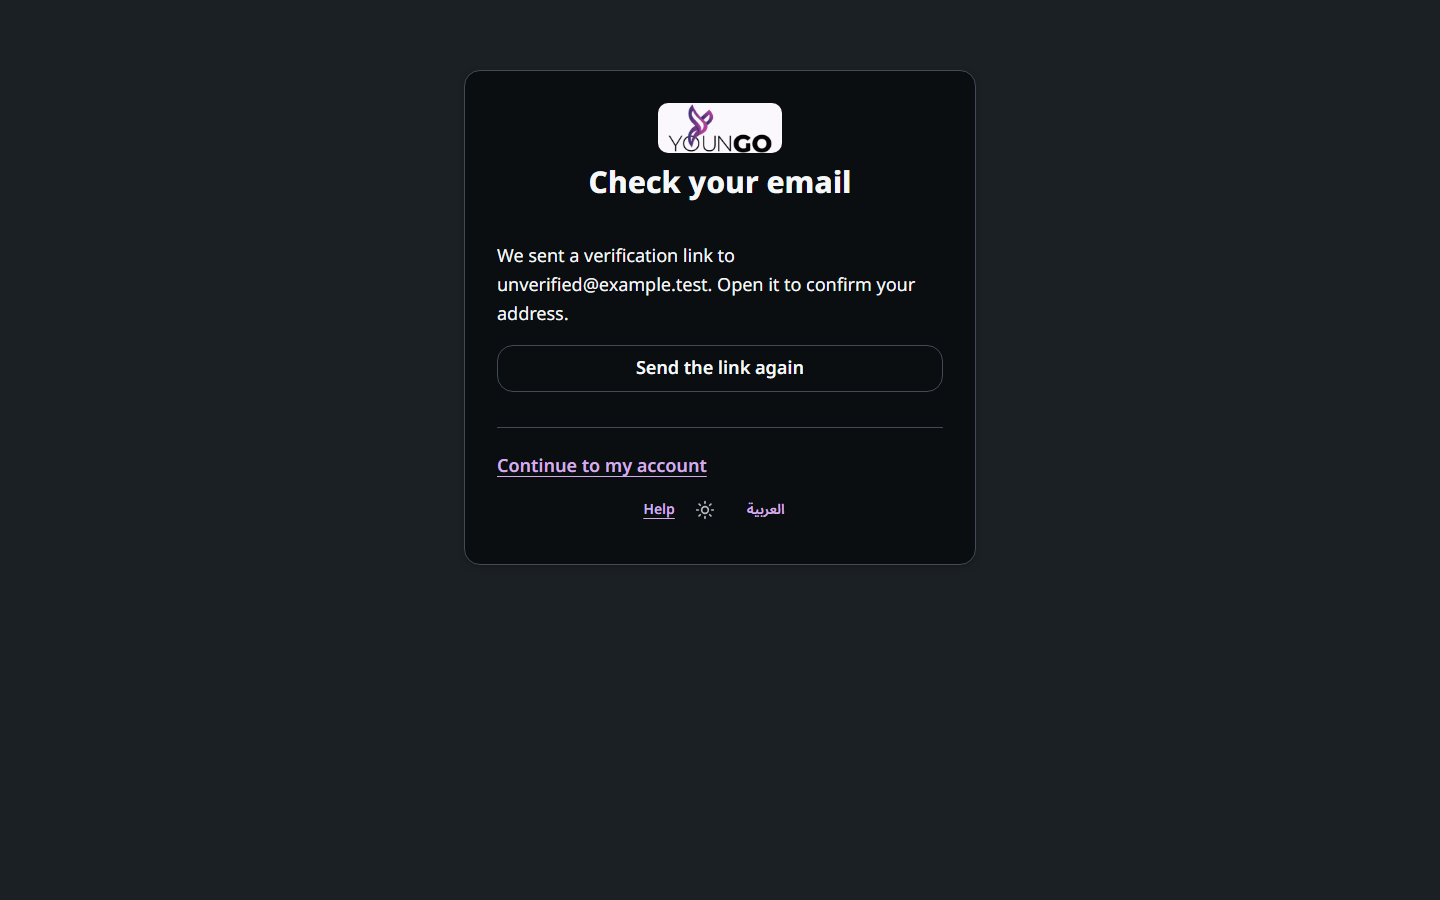 YOUNGO
Check your email
We sent a verification link to
unverified@example.test. Open it to confirm your
address.
Send the link again
Continue to my account
Help
العربية